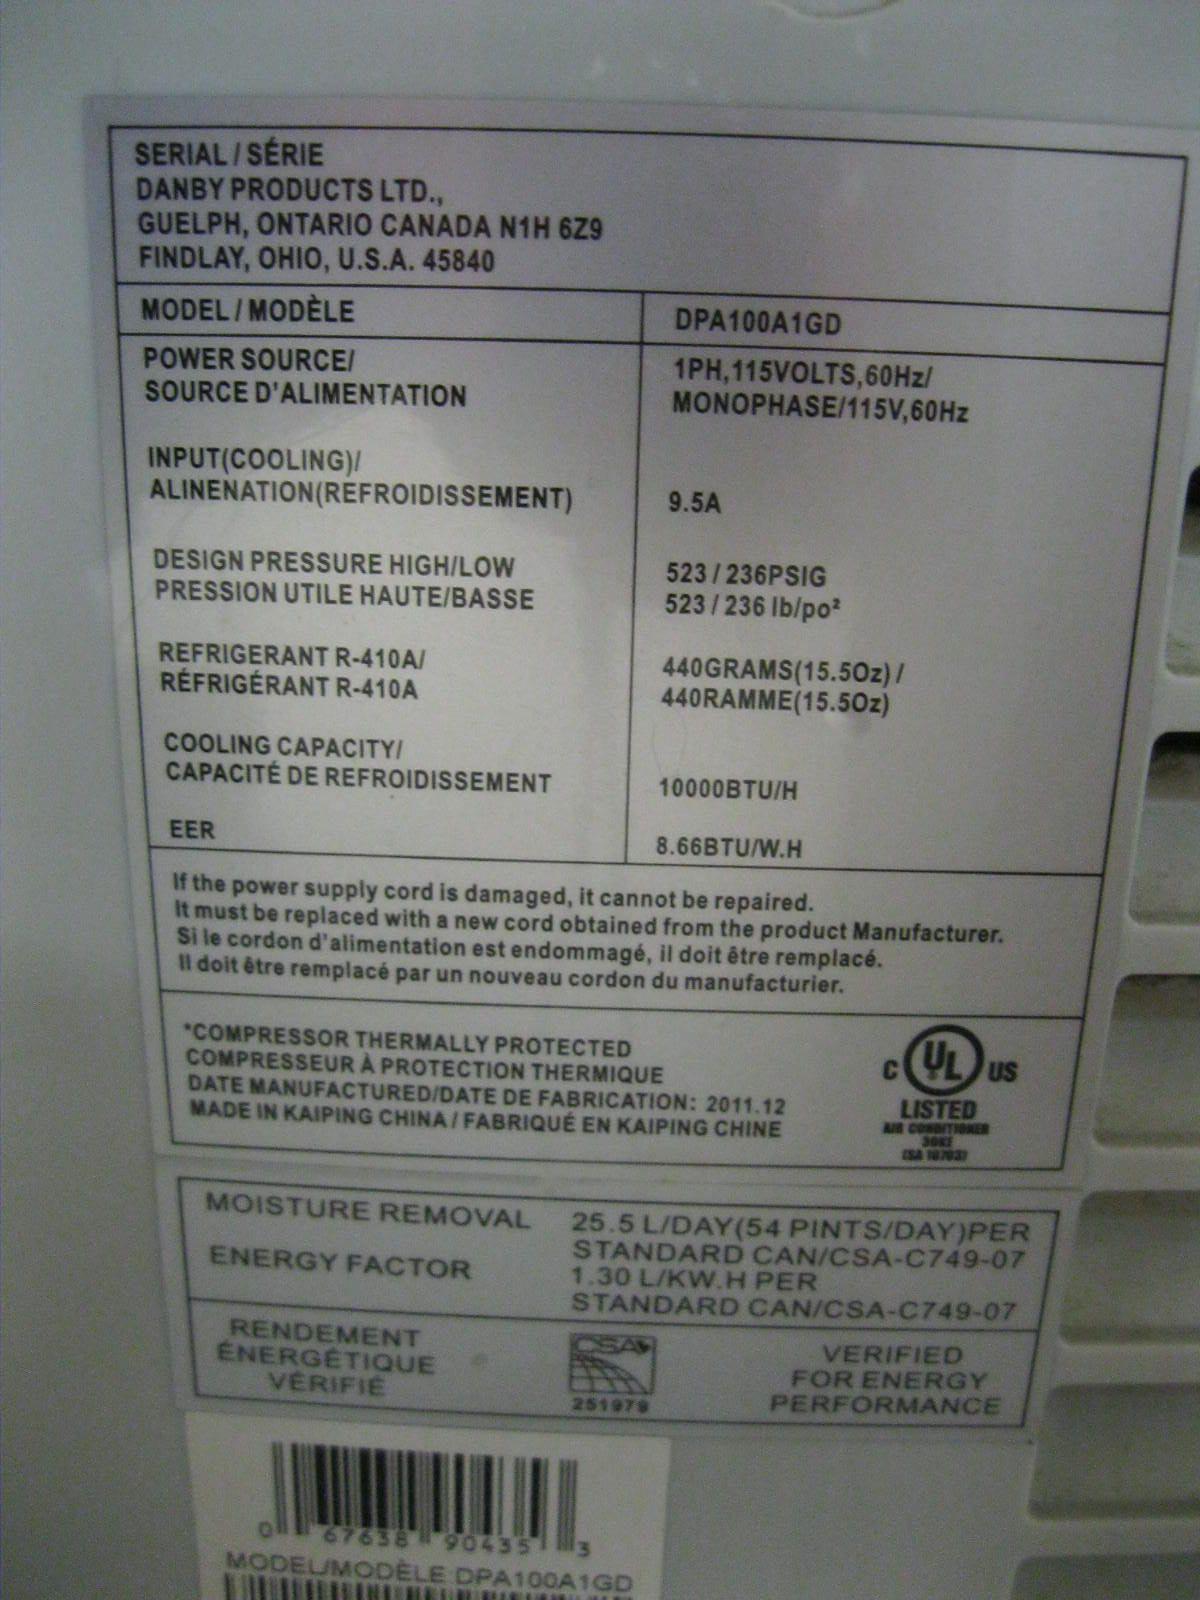 SERIAL / SÉRIE
DANBY PRODUCTS LTD.,
GUELPH, ONTARIO CANADA N1H 6Z9
FINDLAY, OHIO, U.S.A. 45840
MODEL / MODÈLE DPA100A1GD
POWER SOURCE/ 1PH,115VOLTS,60Hz/
SOURCE D'ALIMENTATION MONOPHASE/115V,60Hz
INPUT(COOLING)/
ALINENATION(REFROIDISSEMENT) 9.5A
DESIGN PRESSURE HIGH/LOW 523 / 236PSIG
PRESSION UTILE HAUTE/BASSE 523 / 236 lb/po²
REFRIGERANT R-410A/ 440GRAMS(15.5Oz) /
RÉFRIGÉRANT R-410A 440RAMME(15.5Oz)
COOLING CAPACITY/
CAPACITÉ DE REFROIDISSEMENT 10000BTU/H
EER 8.66BTU/W.H
If the power supply cord is damaged, it cannot be repaired.
It must be replaced with a new cord obtained from the product Manufacturer.
Si le cordon d'alimentation est endommagé, il doit être remplacé.
Il doit être remplacé par un nouveau cordon du manufacturier.
*COMPRESSOR THERMALLY PROTECTED
COMPRESSEUR À PROTECTION THERMIQUE
DATE MANUFACTURED/DATE DE FABRICATION: 2011.12
MADE IN KAIPING CHINA / FABRIQUÉ EN KAIPING CHINE
C UL US
LISTED
AIR CONDITIONER
MOISTURE REMOVAL 25.5 L/DAY(54 PINTS/DAY)PER
STANDARD CAN/CSA-C749-07
ENERGY FACTOR 1.30 L/KW.H PER
STANDARD CAN/CSA-C749-07
RENDEMENT
ÉNERGÉTIQUE
VÉRIFIÉ
CSA
251979
VERIFIED
FOR ENERGY
PERFORMANCE
0 67638 90435 3
MODEL/MODÈLE:DPA100A1GD